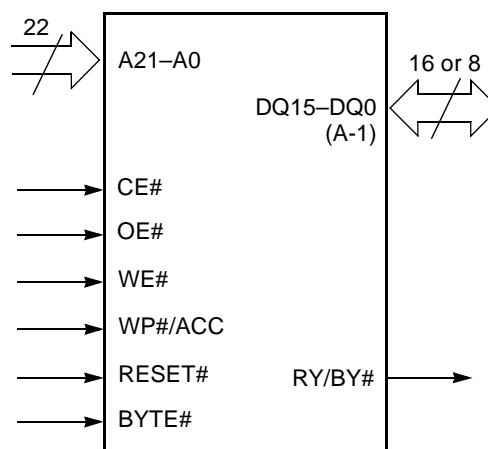 22
A21–A0
16 or 8
DQ15–DQ0
(A-1)
CE#
OE#
WE#
WP#/ACC
RESET#
RY/BY#
BYTE#